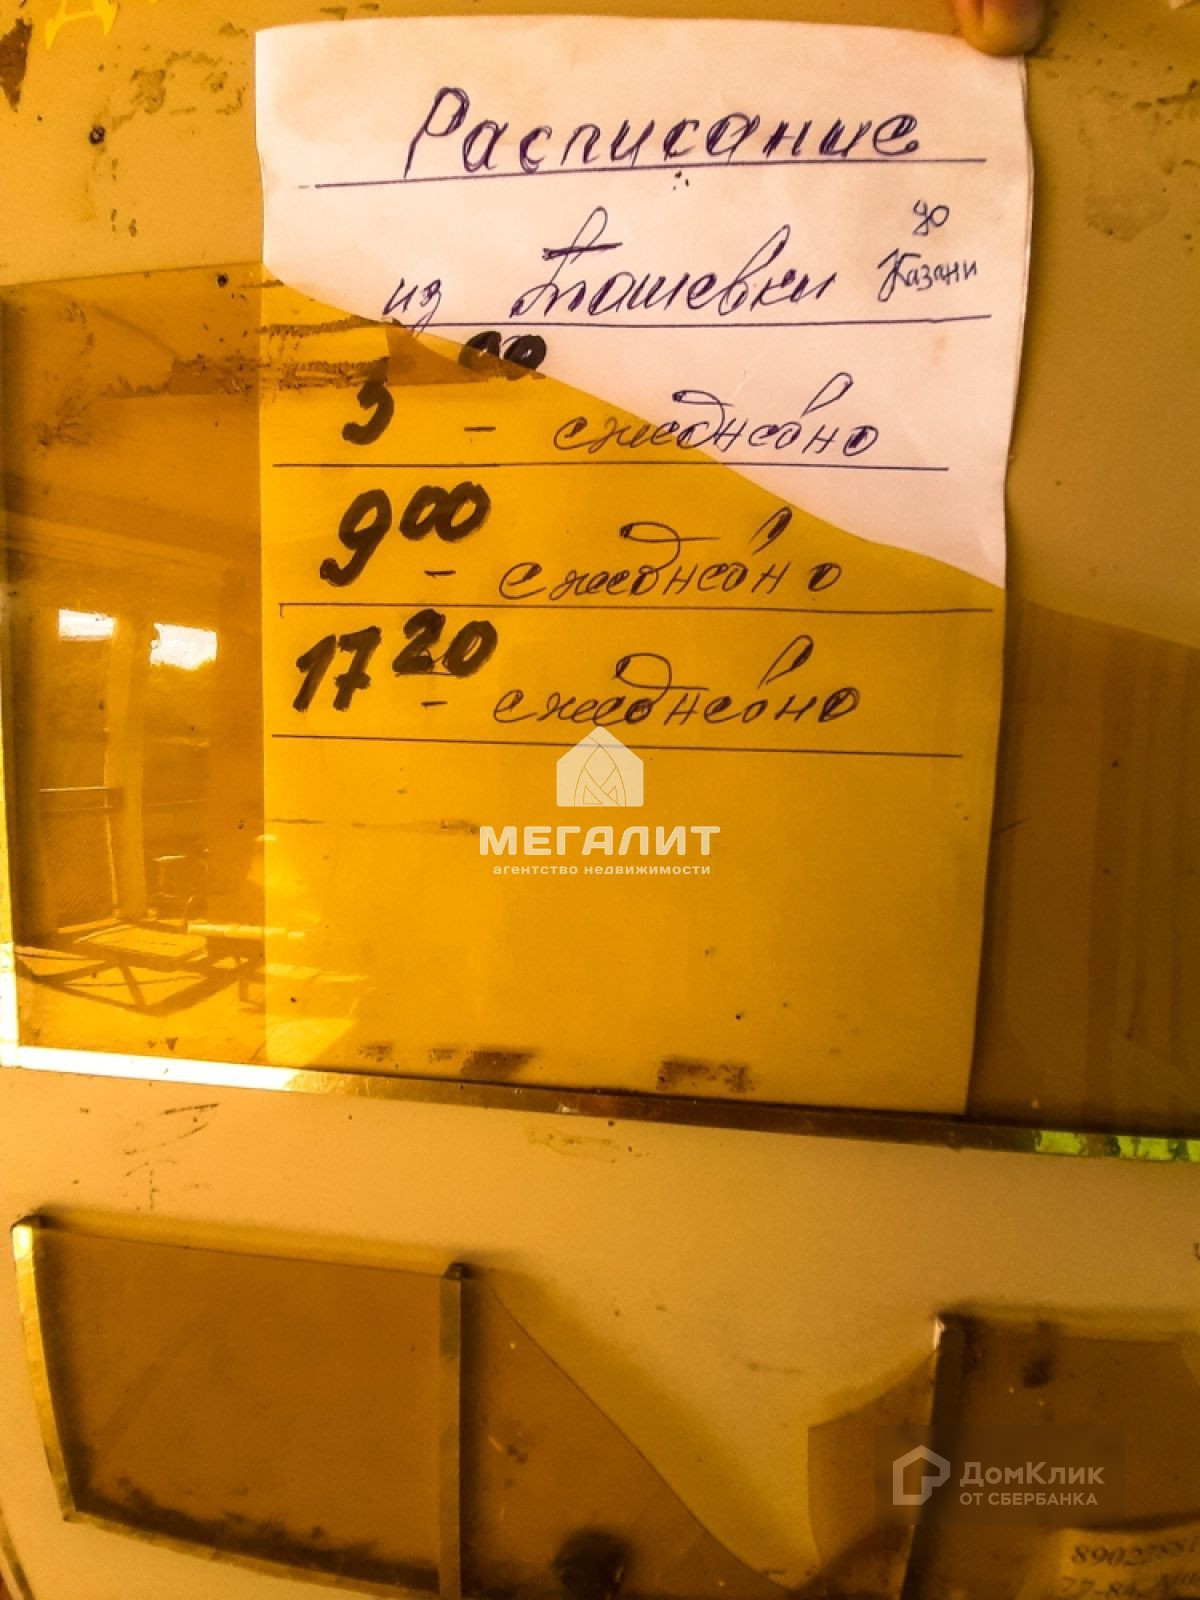 Расписание
из Ташевки до Казани
5 00 - ежедневно
9 00 - ежедневно
17 20 - ежедневно
МЕГАЛИТ
агентство недвижимости
ДомКлик
ОТ СБЕРБАНКА